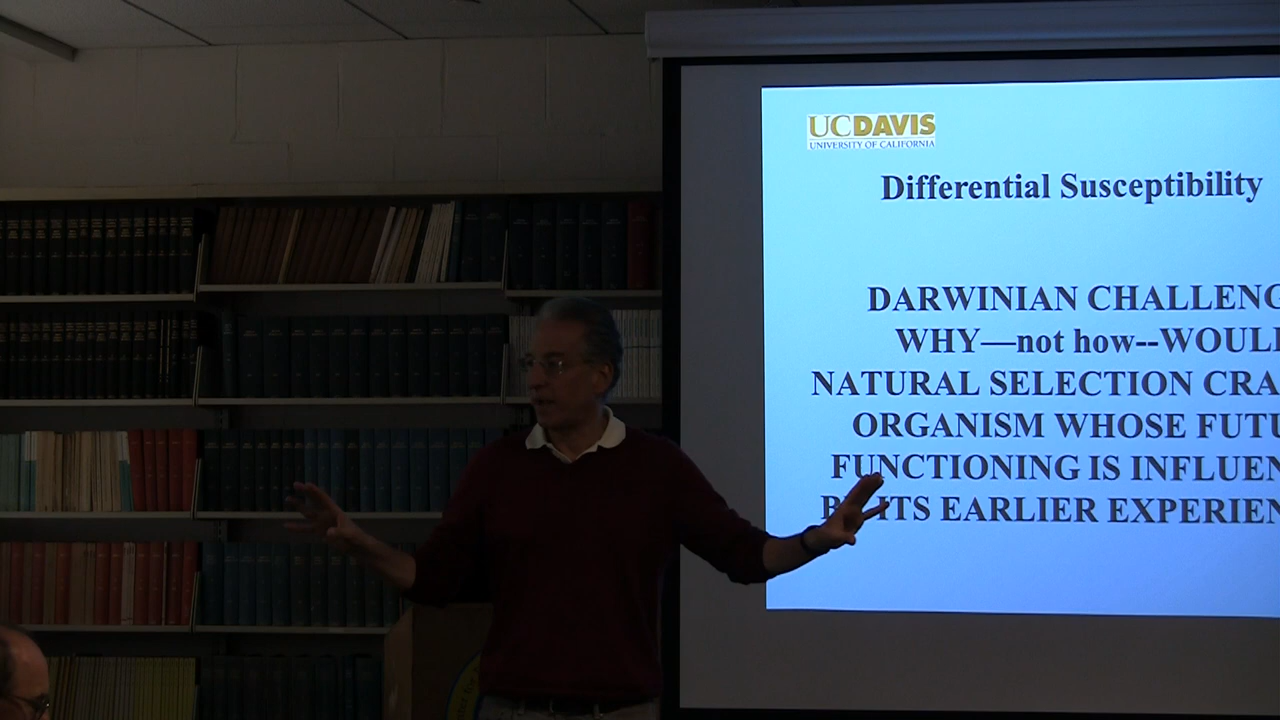 UCDAVIS
UNIVERSITY OF CALIFORNIA
Differential Susceptibility
DARWINIAN CHALLENG
WHY—not how--WOUL
NATURAL SELECTION CRA
ORGANISM WHOSE FUTU
FUNCTIONING IS INFLUEN
ITS EARLIER EXPERIEN